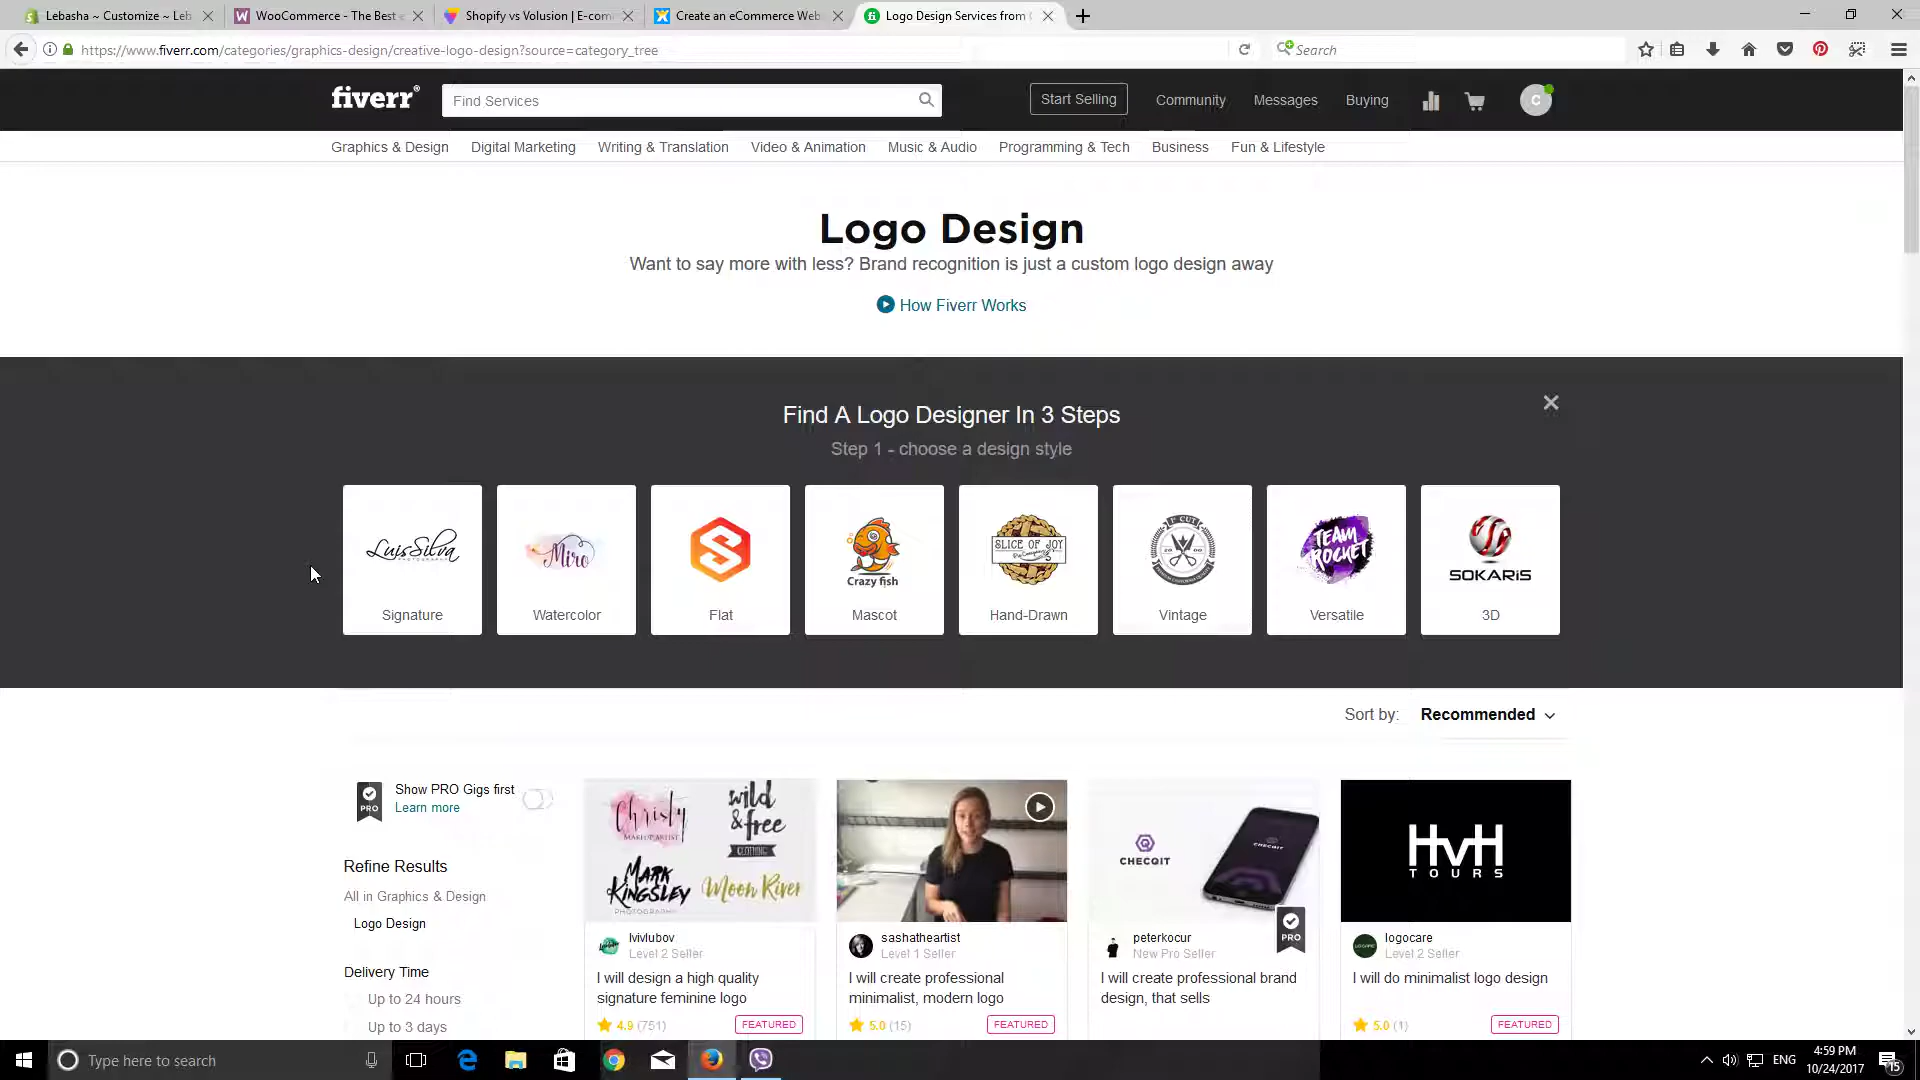 Lebasha ~ Customize ~ Leb
WooCommerce - The Best
Shopify vs Volusion | E-com
Create an eCommerce Web
Logo Design Services from
https://www.fiverr.com/categories/graphics-design/creative-logo-design?source=category_tree
Search
fiverr®
Find Services
Start Selling
Community
Messages
Buying
C
Graphics & Design
Digital Marketing
Writing & Translation
Video & Animation
Music & Audio
Programming & Tech
Business
Fun & Lifestyle
Logo Design
Want to say more with less? Brand recognition is just a custom logo design away
How Fiverr Works
Find A Logo Designer In 3 Steps
Step 1 - choose a design style
LuisSilva
PHOTOGRAPHY
Miro
S
Crazy fish
SLICE OF JOY
TEAM
ROCKET
SOKARiS
Signature
Watercolor
Flat
Mascot
Hand-Drawn
Vintage
Versatile
3D
Sort by:
Recommended
PRO
Show PRO Gigs first
Learn more
Refine Results
All in Graphics & Design
Logo Design
Delivery Time
Up to 24 hours
Up to 3 days
Christy
MAKEUP ARTIST
wild
& free
CLOTHING
MARK
KINGSLEY
PHOTOGRAPHY
Moon River
lvivlubov
Level 2 Seller
I will design a high quality
signature feminine logo
4.9 (751)
FEATURED
sashatheartist
Level 1 Seller
I will create professional
minimalist, modern logo
5.0 (15)
FEATURED
CHECQIT
CHECQIT
PRO
peterkocur
New Pro Seller
I will create professional brand
design, that sells
HVH
TOURS
logocare
Level 2 Seller
I will do minimalist logo design
5.0 (1)
FEATURED
Type here to search
ENG
4:59 PM
10/24/2017
15